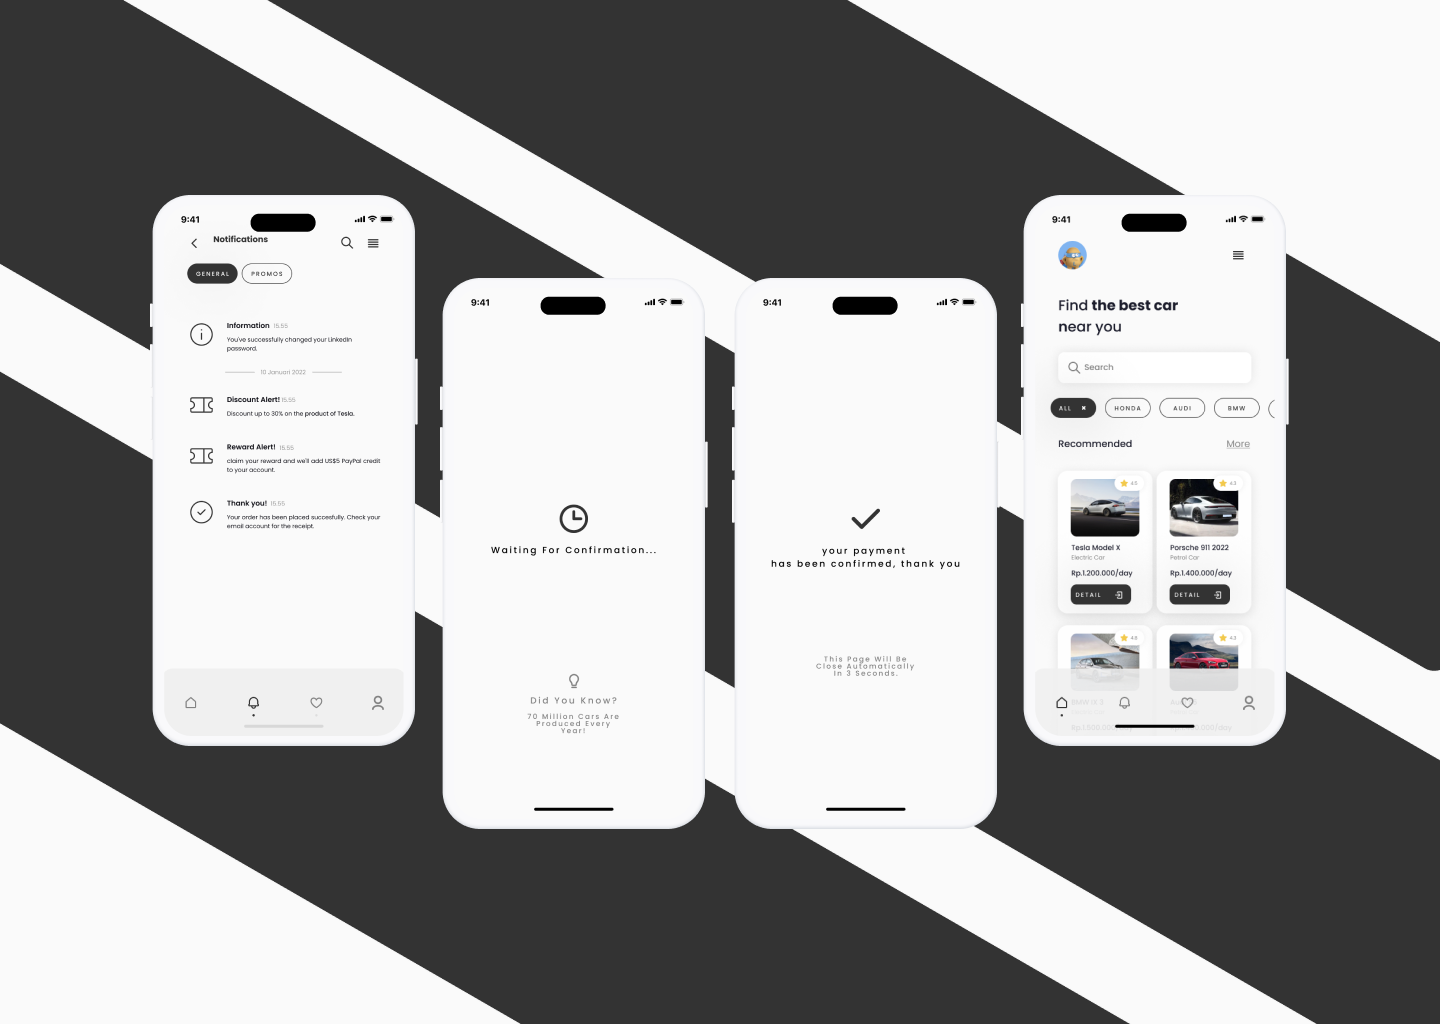 9:41
Notifications
GENERAL
PROMOS
Information 15.55
You've successfully changed your LinkedIn
password.
10 Januari 2022
Discount Alert! 15.55
Discount up to 30% on the product of Tesla.
Reward Alert! 15.55
claim your reward and we'll add US$5 PayPal credit
to your account.
Thank you! 15.55
Your order has been placed succesfully. Check your
email account for the receipt.
9:41
Waiting For Confirmation...
Did You Know?
70 Million Cars Are
Produced Every
Year!
9:41
your payment
has been confirmed, thank you
This Page Will Be
Close Automatically
In 3 Seconds.
9:41
Find the best car
near you
Search
ALL
HONDA
AUDI
BMW
Recommended
More
4.5
Tesla Model X
Electric Car
Rp.1.200.000/day
DETAIL
4.5
Porsche 911 2022
Petrol Car
Rp.1.400.000/day
DETAIL